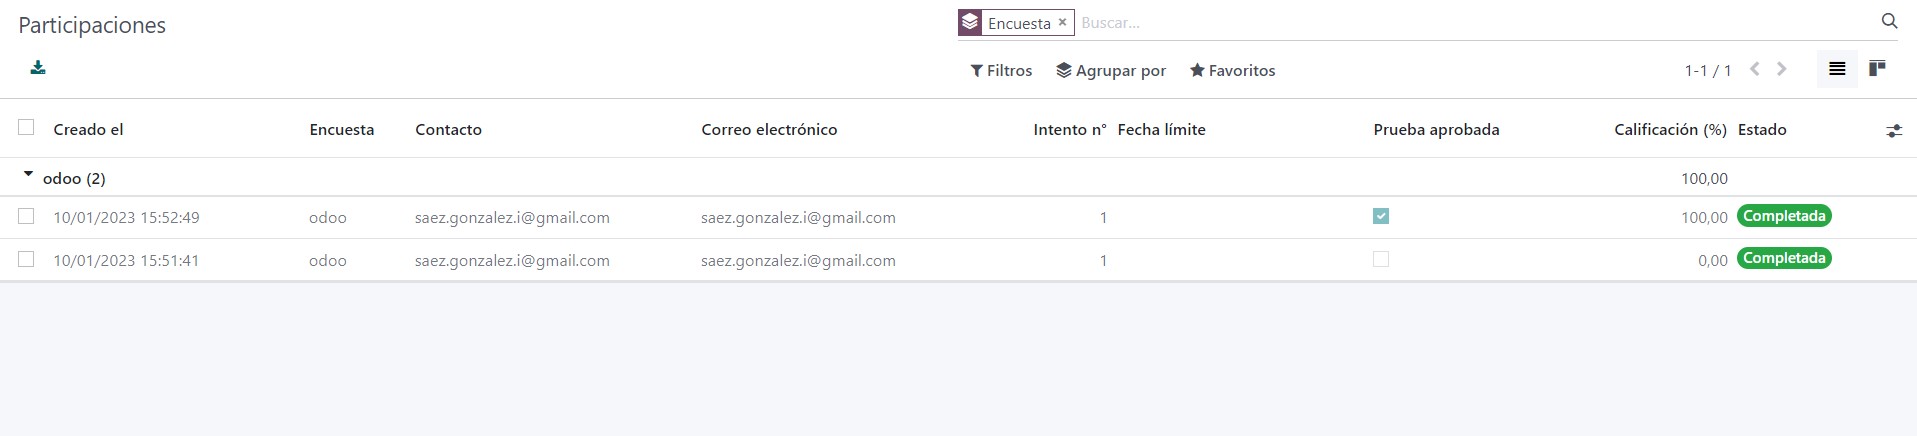 Participaciones
Encuesta × Buscar...
Filtros Agrupar por Favoritos 1-1 / 1
Creado el Encuesta Contacto Correo electrónico Intento n° Fecha límite Prueba aprobada Calificación (%) Estado
odoo (2) 100,00
10/01/2023 15:52:49 odoo saez.gonzalez.i@gmail.com saez.gonzalez.i@gmail.com 1 100,00 Completada
10/01/2023 15:51:41 odoo saez.gonzalez.i@gmail.com saez.gonzalez.i@gmail.com 1 0,00 Completada